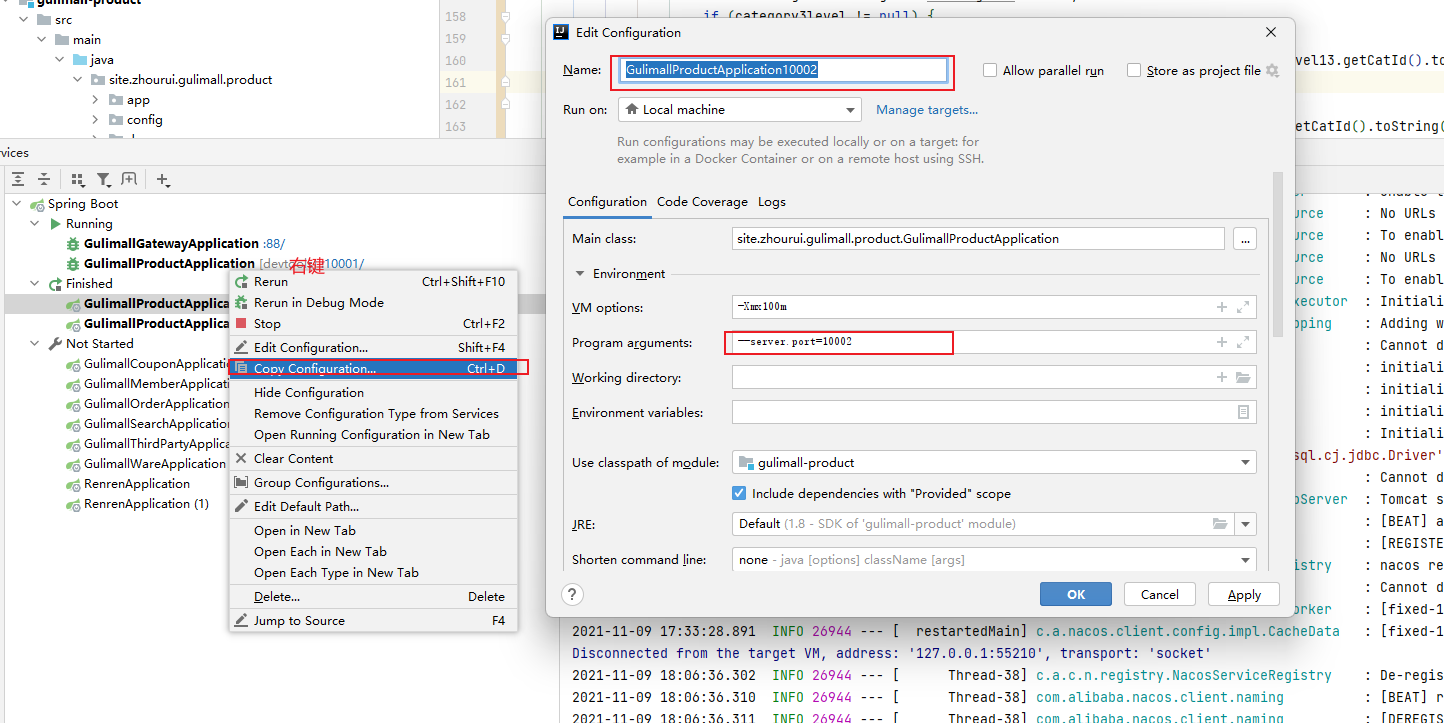 gulimall-product
src
main
java
site.zhourui.gulimall.product
app
config
158
159
160
161
162
163
if (category3level != null) {
vel13.getCatId().to
etCatId().toString(
vices
Spring Boot
Running
GulimallGatewayApplication :88/
GulimallProductApplication [devtools] :10001/
右键
Finished
GulimallProductApplica
GulimallProductApplica
Not Started
GulimallCouponApplicati
GulimallMemberApplicati
GulimallOrderApplication
GulimallSearchApplication
GulimallThirdPartyApplica
GulimallWareApplication
RenrenApplication
RenrenApplication (1)
Rerun Ctrl+Shift+F10
Rerun in Debug Mode
Stop Ctrl+F2
Edit Configuration... Shift+F4
Copy Configuration... Ctrl+D
Hide Configuration
Remove Configuration Type from Services
Open Running Configuration in New Tab
Clear Content
Group Configurations...
Edit Default Path...
Open in New Tab
Open Each in New Tab
Open Each Type in New Tab
Delete... Delete
Jump to Source F4
Edit Configuration
Name: GulimallProductApplication10002
Allow parallel run
Store as project file
Run on: Local machine Manage targets...
Run configurations may be executed locally or on a target: for
example in a Docker Container or on a remote host using SSH.
Configuration Code Coverage Logs
Main class: site.zhourui.gulimall.product.GulimallProductApplication ...
Environment
VM options: -Xmx100m
Program arguments: --server.port=10002
Working directory:
Environment variables:
Use classpath of module: gulimall-product
Include dependencies with "Provided" scope
JRE: Default (1.8 - SDK of 'gulimall-product' module)
Shorten command line: none - java [options] className [args]
? OK Cancel Apply
urce : No URLs
urce : To enabl
urce : No URLs
urce : To enabl
xecutor : Initiali
pping : Adding w
: Cannot d
: initiali
: initiali
: initiali
: Initiali
sql.cj.jdbc.Driver'
: Cannot d
oServer : Tomcat s
: [BEAT] a
: [REGISTE
stry : nacos re
: Cannot d
orker : [fixed-1
2021-11-09 17:33:28.891 INFO 26944 --- [ restartedMain] c.a.nacos.client.config.impl.CacheData : [fixed-1
Disconnected from the target VM, address: '127.0.0.1:55210', transport: 'socket'
2021-11-09 18:06:36.302 INFO 26944 --- [ Thread-38] c.a.c.n.registry.NacosServiceRegistry : De-regis
2021-11-09 18:06:36.310 INFO 26944 --- [ Thread-38] com.alibaba.nacos.client.naming : [BEAT] r
2021-11-09 18:06:36.311 INFO 26944 --- [ Thread-38] com.alibaba.nacos.client.naming : [DEREGIS